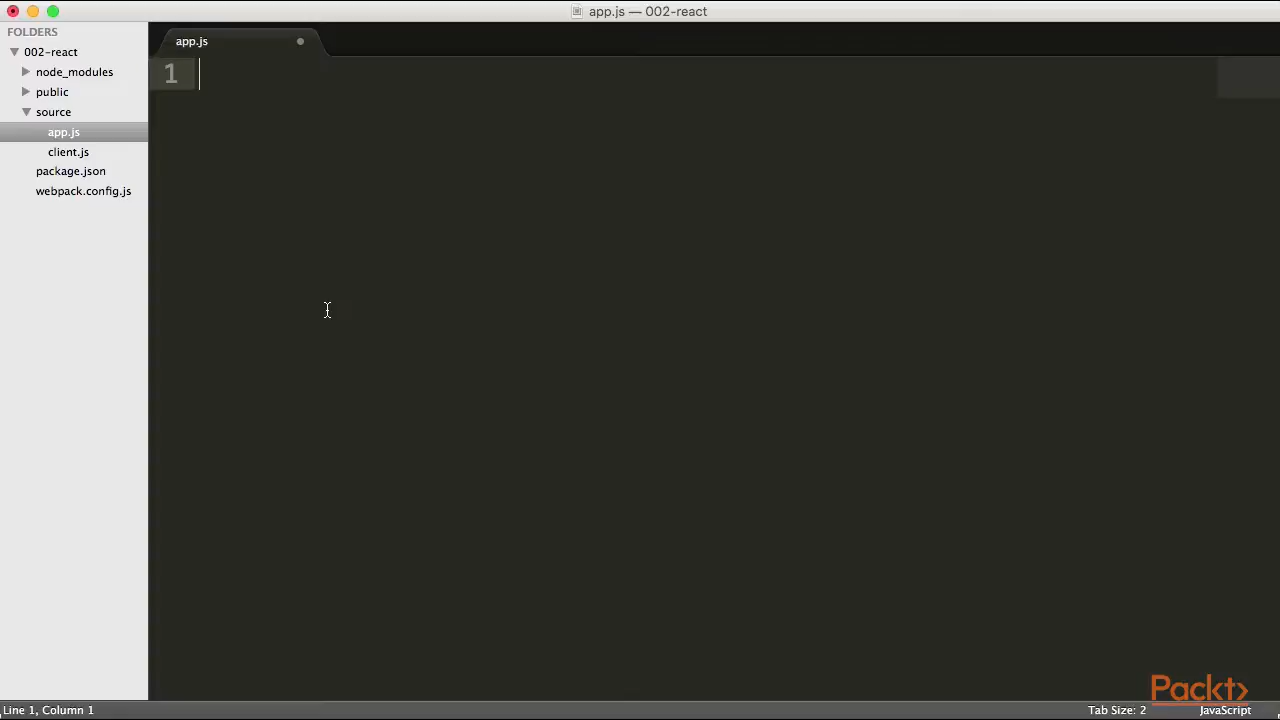 app.js — 002-react
FOLDERS
002-react
node_modules
public
source
app.js
client.js
package.json
webpack.config.js
app.js
1
Packt>
Line 1, Column 1
Tab Size: 2
JavaScript